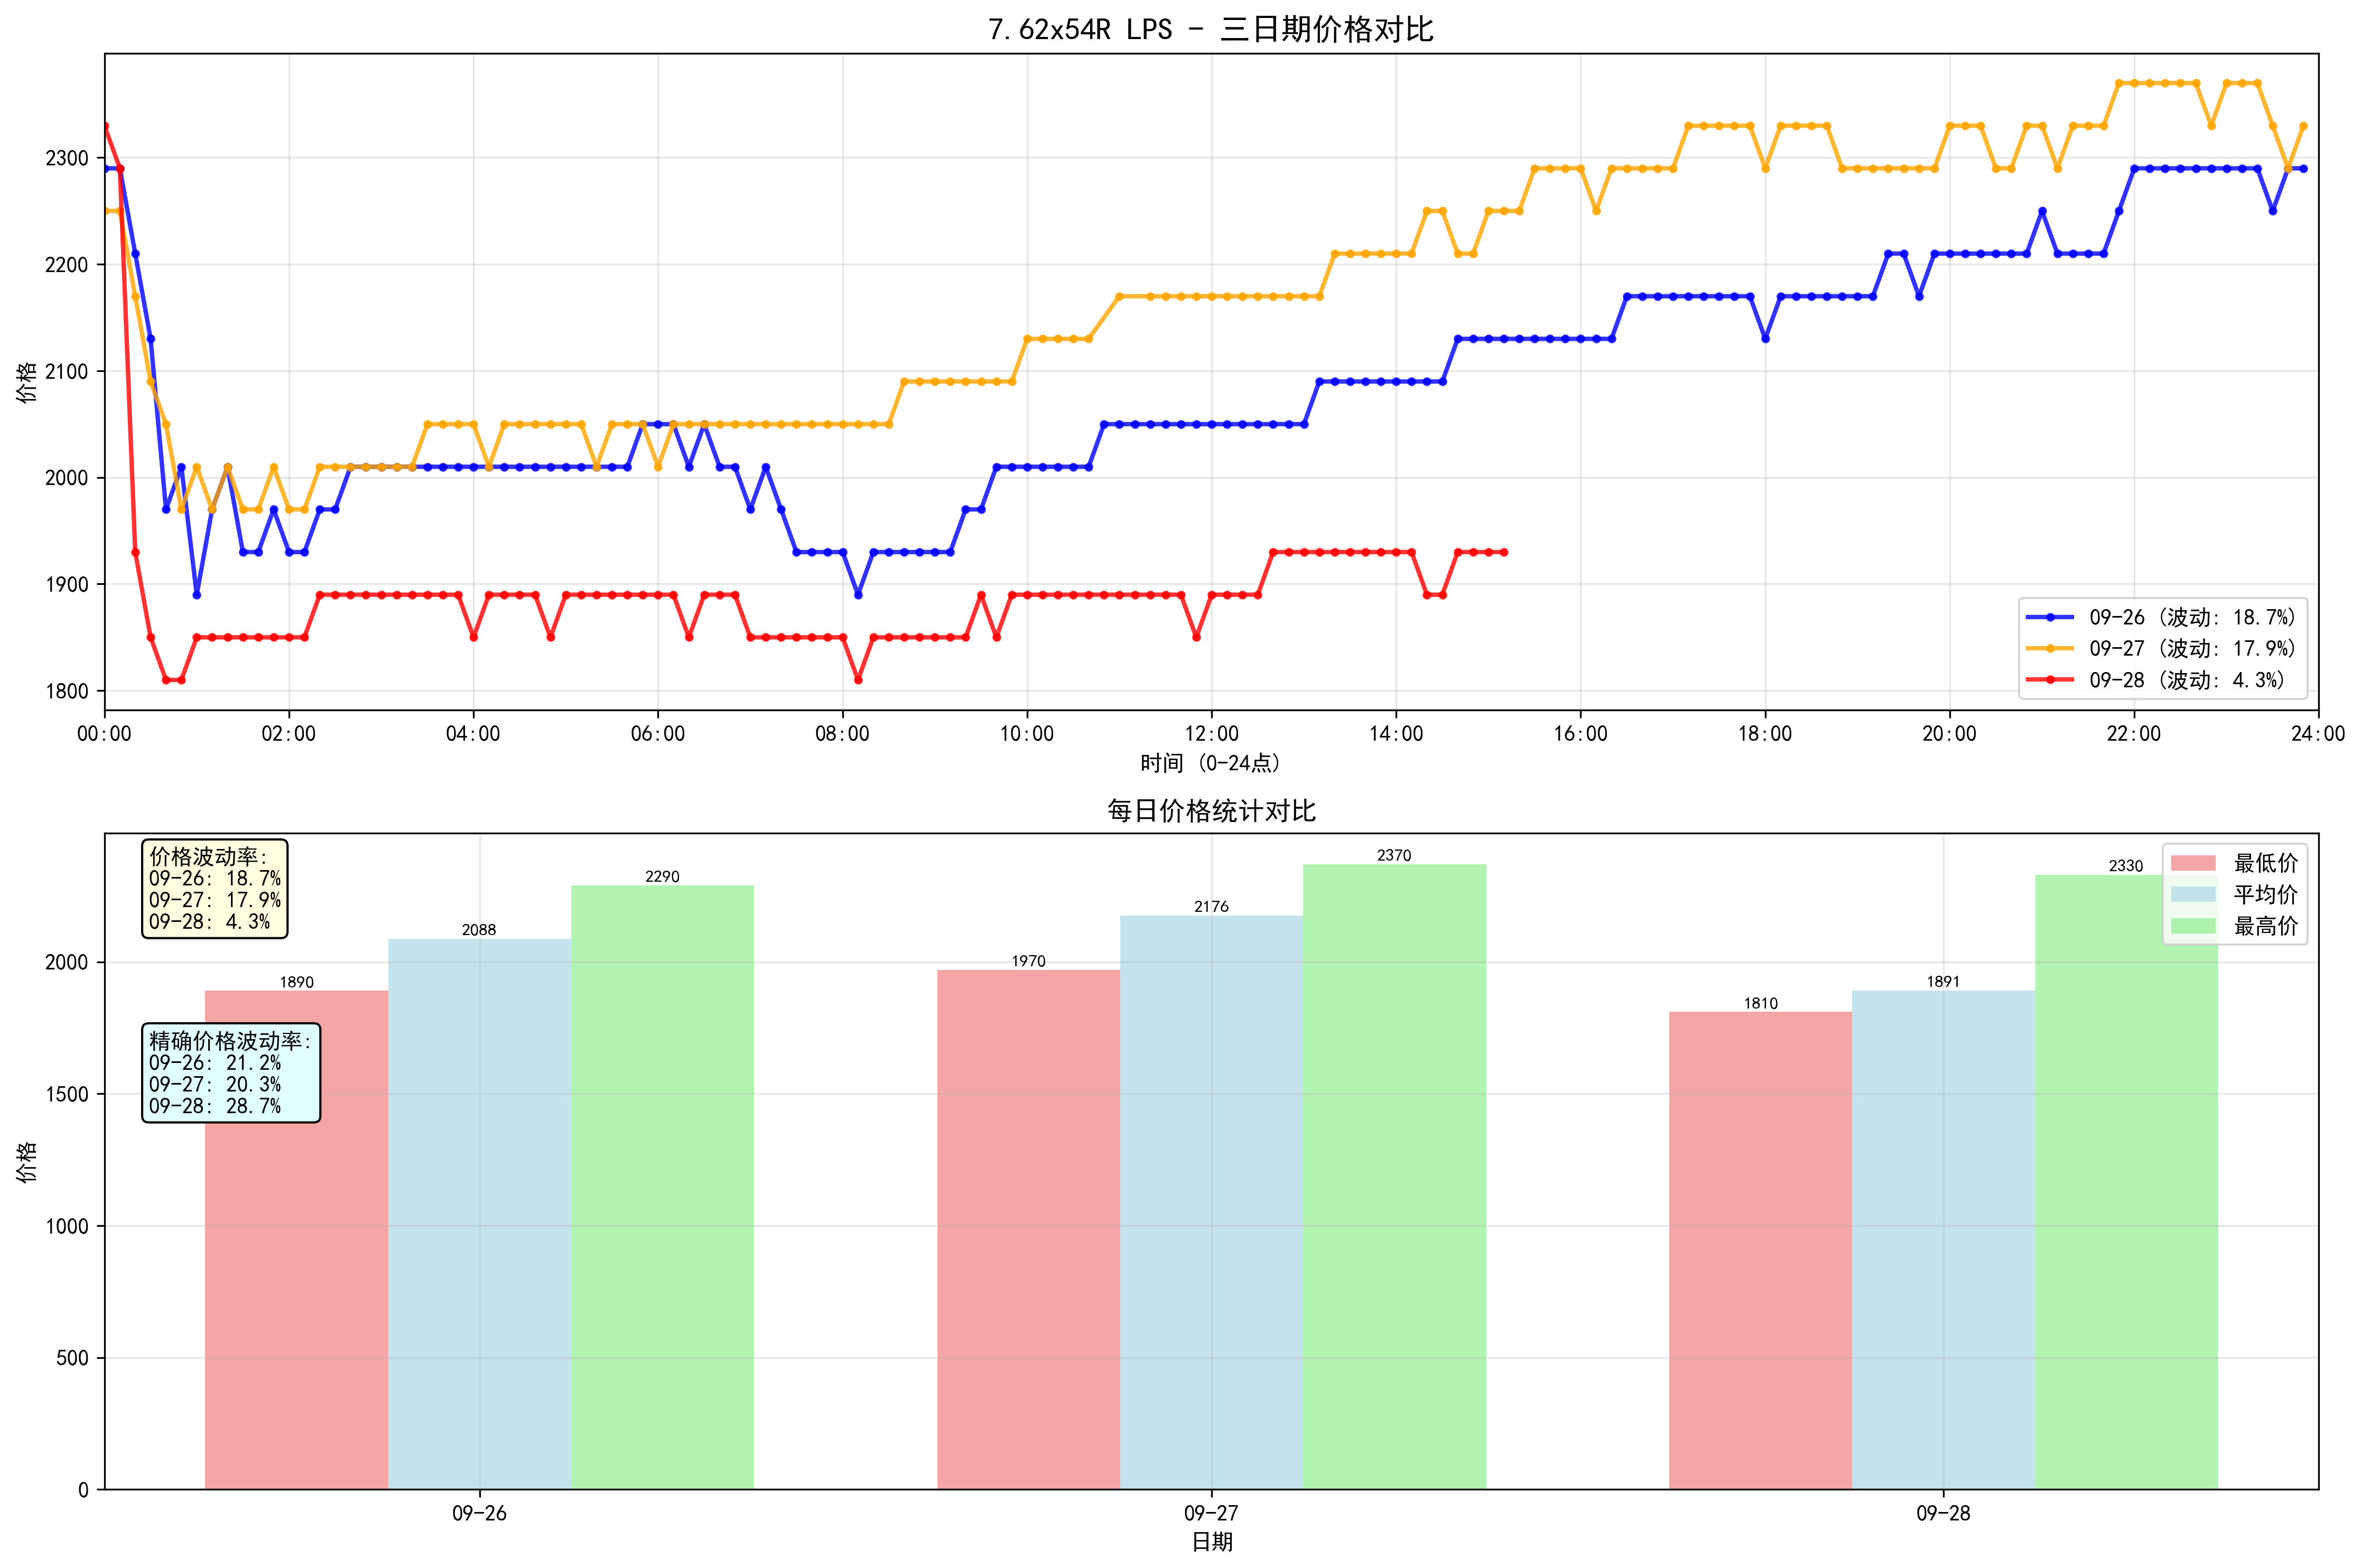 7.62x54R LPS - 三日期价格对比
价格
2300
2200
2100
2000
1900
1800
09-26 (波动: 18.7%)
09-27 (波动: 17.9%)
09-28 (波动: 4.3%)
00:00 02:00 04:00 06:00 08:00 10:00 12:00 14:00 16:00 18:00 20:00 22:00 24:00
时间 (0-24点)
每日价格统计对比
价格
2000
1500
1000
500
0
价格波动率:
09-26: 18.7%
09-27: 17.9%
09-28: 4.3%
精确价格波动率:
09-26: 21.2%
09-27: 20.3%
09-28: 28.7%
1890
2088
2290
1970
2176
2370
1810
1891
2330
最低价
平均价
最高价
09-26 09-27 09-28
日期